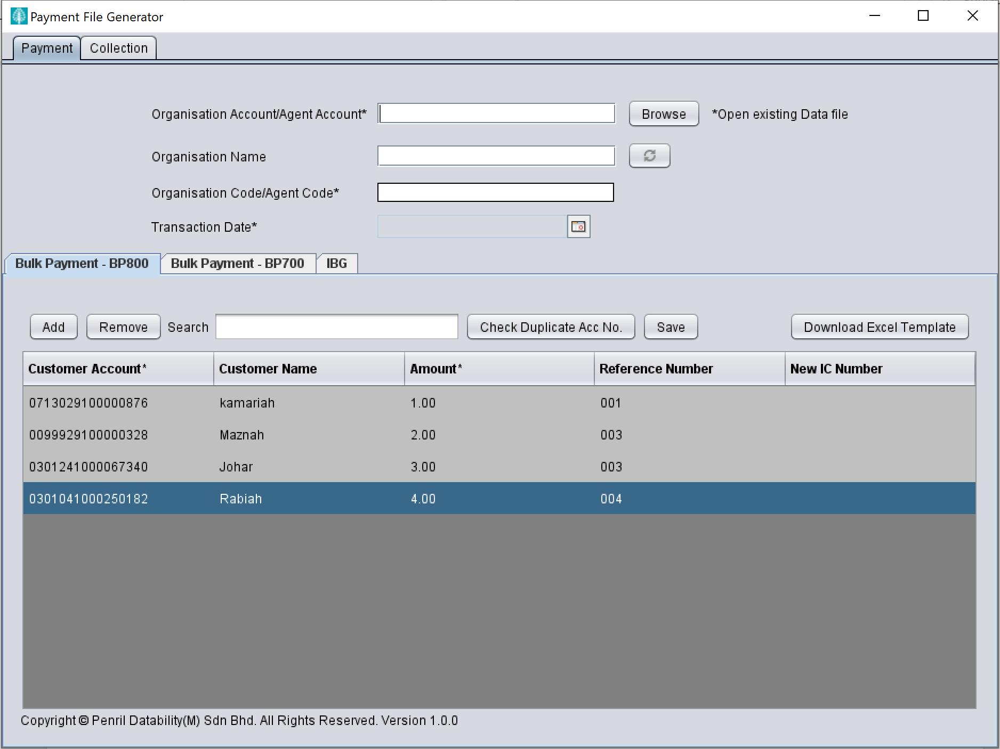 Payment File Generator
Payment Collection
Organisation Account/Agent Account* Browse *Open existing Data file
Organisation Name
Organisation Code/Agent Code*
Transaction Date*
Bulk Payment - BP800 Bulk Payment - BP700 IBG
Add Remove Search Check Duplicate Acc No. Save Download Excel Template
Customer Account* Customer Name Amount* Reference Number New IC Number
0713029100000876 kamariah 1.00 001
0099929100000328 Maznah 2.00 003
0301241000067340 Johar 3.00 003
0301041000250182 Rabiah 4.00 004
Copyright © Penril Datability(M) Sdn Bhd. All Rights Reserved. Version 1.0.0